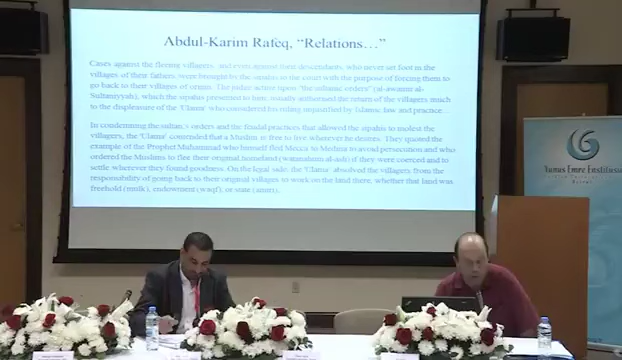 Abdul-Karim Rafeq, “Relations…”
Cases against the fleeing villagers, and even against their descendants, who never set foot in the
villages of their fathers, were brought by the sipahis to the court with the purpose of forcing them to
go back to their villages of origin. The judge acting upon “the sultanic orders” (al-awamir al-
Sultaniyyah), which the sipahis presented to him, usually authorised the return of the villagers much
to the displeasure of the 'Ulama' who considered his ruling unjustified by Islamic law and practice…
In condemning the sultan's orders and the feudal practices that allowed the sipahis to molest the
villagers, the 'Ulama' contended that a Muslim is free to live wherever he desires. They quoted the
example of the Prophet Muhammad who himself fled Mecca to Medina to avoid persecution and who
ordered the Muslims to flee their original homeland if they were coerced and to
settle wherever they found goodness. On the legal side, the 'Ulama' absolved the villagers from the
responsibility of going back to their original villages to work on the land there, whether that land was
freehold (mulk), endowment (waqf), or state (amiri).
Yunus Emre Enstitüsü